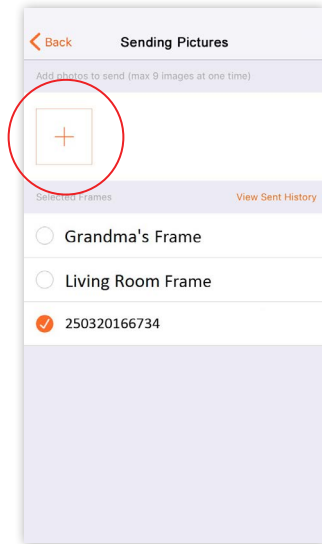 Back Sending Pictures
Add photos to send (max 9 images at one time)
Selected Frames View Sent History
Grandma's Frame
Living Room Frame
250320166734